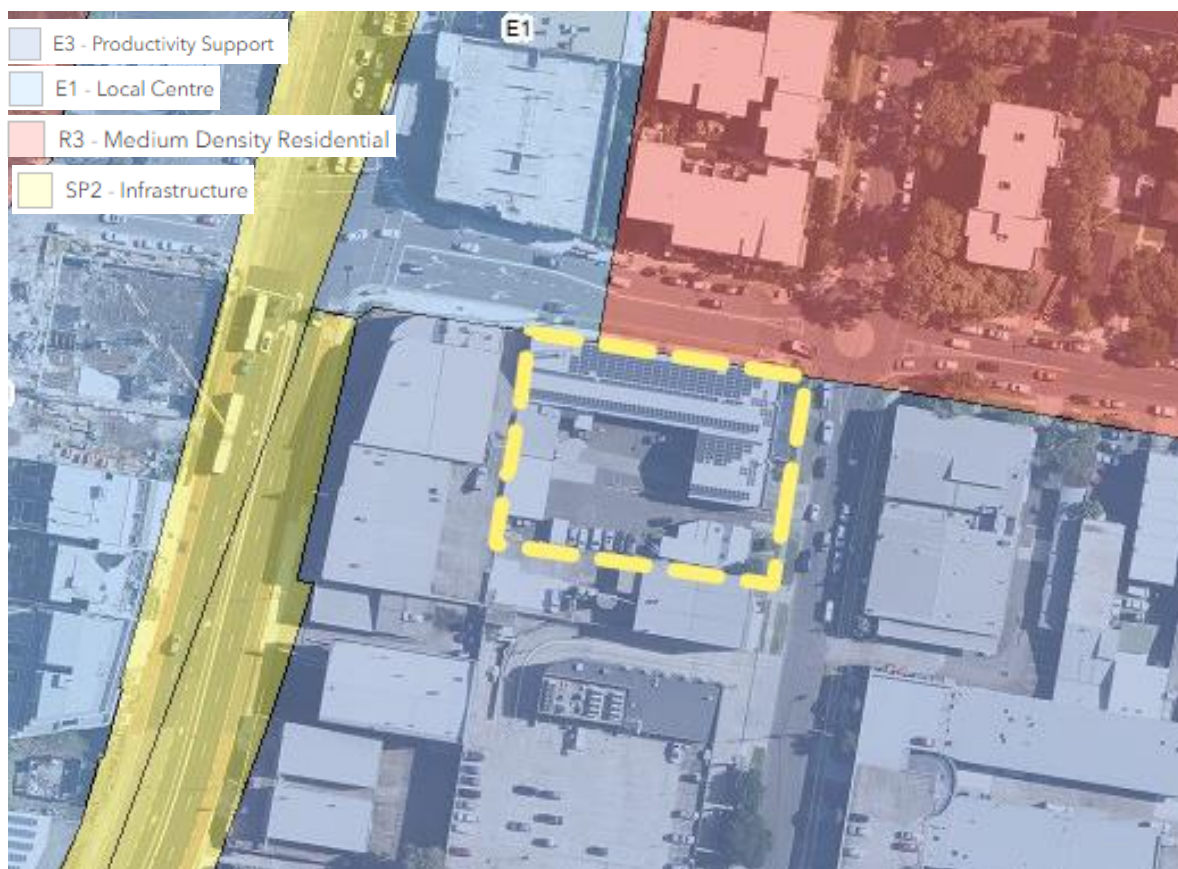 E1
E3 - Productivity Support
E1 - Local Centre
R3 - Medium Density Residential
SP2 - Infrastructure